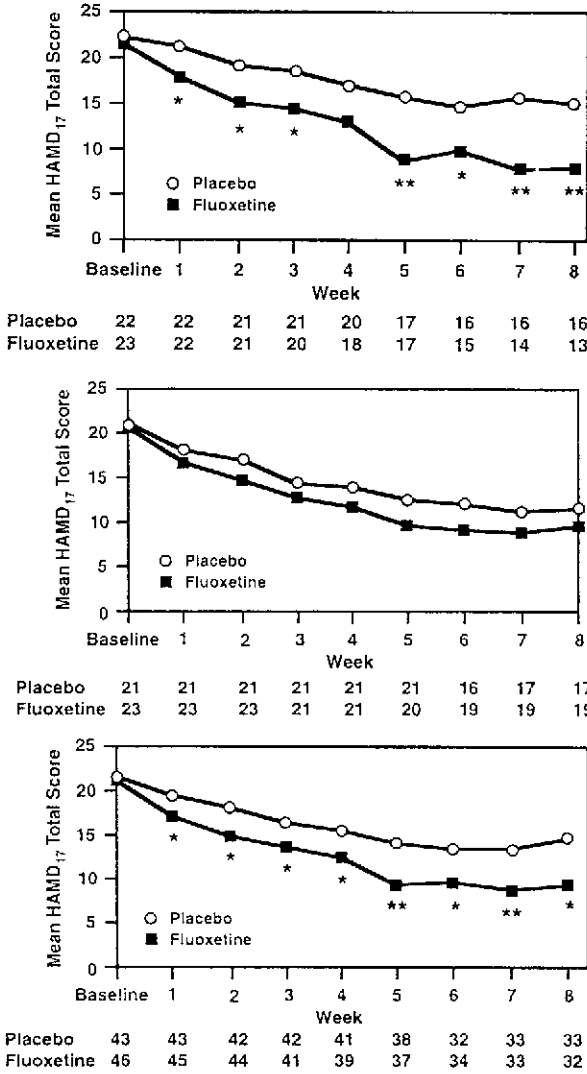 25
20
15
10
5
0
Mean HAMD17 Total Score
* * * ** * ** **
Placebo
Fluoxetine
Baseline 1 2 3 4 5 6 7 8
Week
Placebo 22 22 21 21 20 17 16 16 16
Fluoxetine 23 22 21 20 18 17 15 14 13
25
20
15
10
5
0
Mean HAMD17 Total Score
Placebo
Fluoxetine
Baseline 1 2 3 4 5 6 7 8
Week
Placebo 21 21 21 21 21 21 16 17 17
Fluoxetine 23 23 23 21 21 20 19 19 19
25
20
15
10
5
0
Mean HAMD17 Total Score
* * * * ** * ** *
Placebo
Fluoxetine
Baseline 1 2 3 4 5 6 7 8
Week
Placebo 43 43 42 42 41 38 32 33 33
Fluoxetine 46 45 44 41 39 37 34 33 32